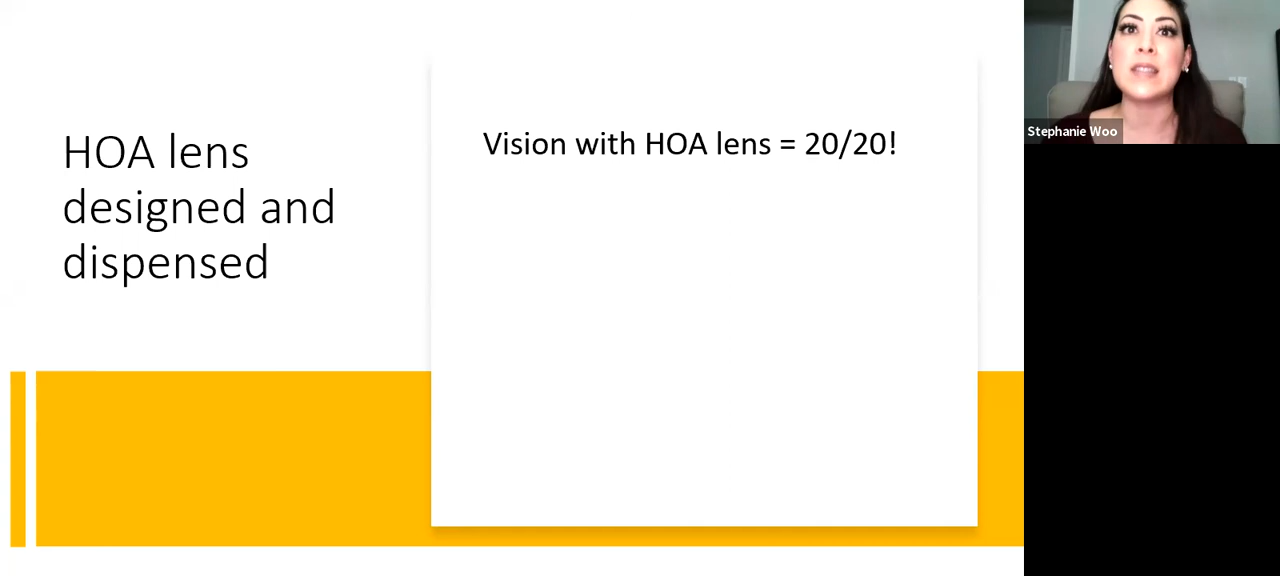 HOA lens
designed and
dispensed
Vision with HOA lens = 20/20!
Stephanie Woo